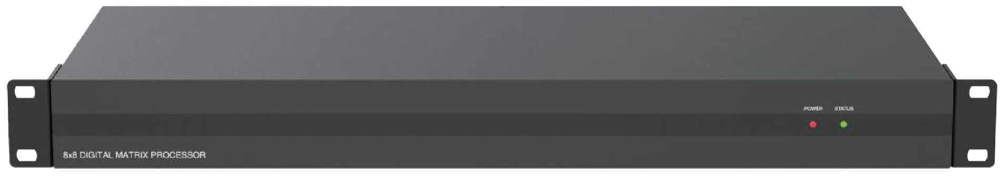 POWER STATUS
8x8 DIGITAL MATRIX PROCESSOR